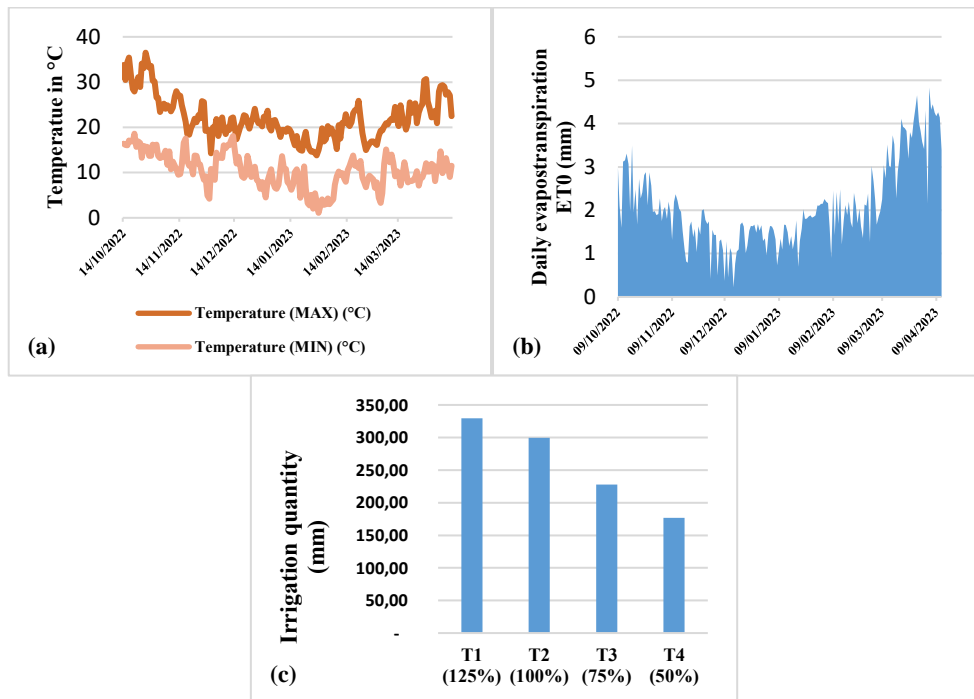 40
30
20
10
0
Temperatue in °C
14/10/2022
14/11/2022
14/12/2022
14/01/2023
14/02/2023
14/03/2023
Temperature (MAX) (°C)
Temperature (MIN) (°C)
(a)
6
5
4
3
2
1
0
Daily evapostranspiration
ET0 (mm)
09/10/2022
09/11/2022
09/12/2022
09/01/2023
09/02/2023
09/03/2023
09/04/2023
(b)
350,00
300,00
250,00
200,00
150,00
100,00
50,00
-
Irrigation quantity
(mm)
T1 T2 T3 T4
(125%) (100%) (75%) (50%)
(c)